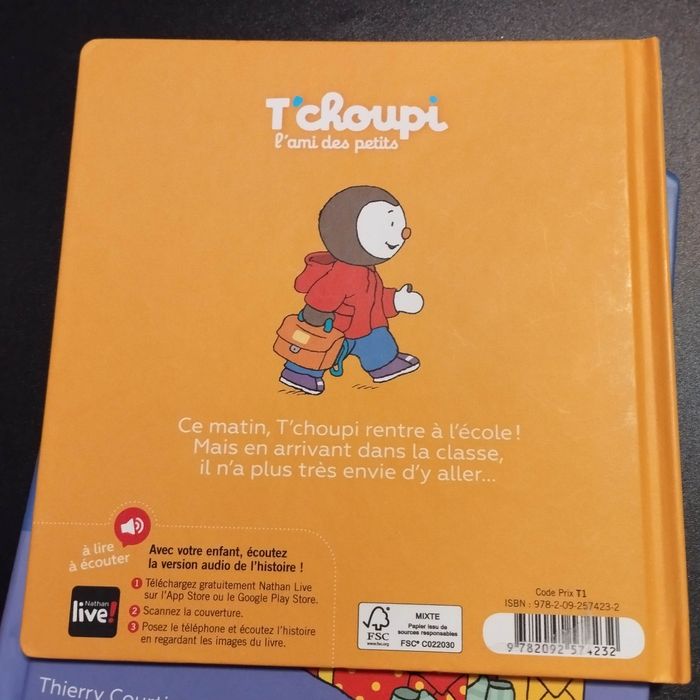 T'choupi
l'ami des petits
Ce matin, T'choupi rentre à l'école !
Mais en arrivant dans la classe,
il n'a plus très envie d'y aller...
à lire
à écouter
Nathan
live!
Avec votre enfant, écoutez
la version audio de l'histoire !
1 Téléchargez gratuitement Nathan Live
sur l'App Store ou le Google Play Store.
2 Scannez la couverture.
3 Posez le téléphone et écoutez l'histoire
en regardant les images du livre.
FSC
www.fsc.org
MIXTE
Papier issu de
sources responsables
FSC® C022030
Code Prix T1
ISBN : 978-2-09-257423-2
9 782092 574232
Thierry